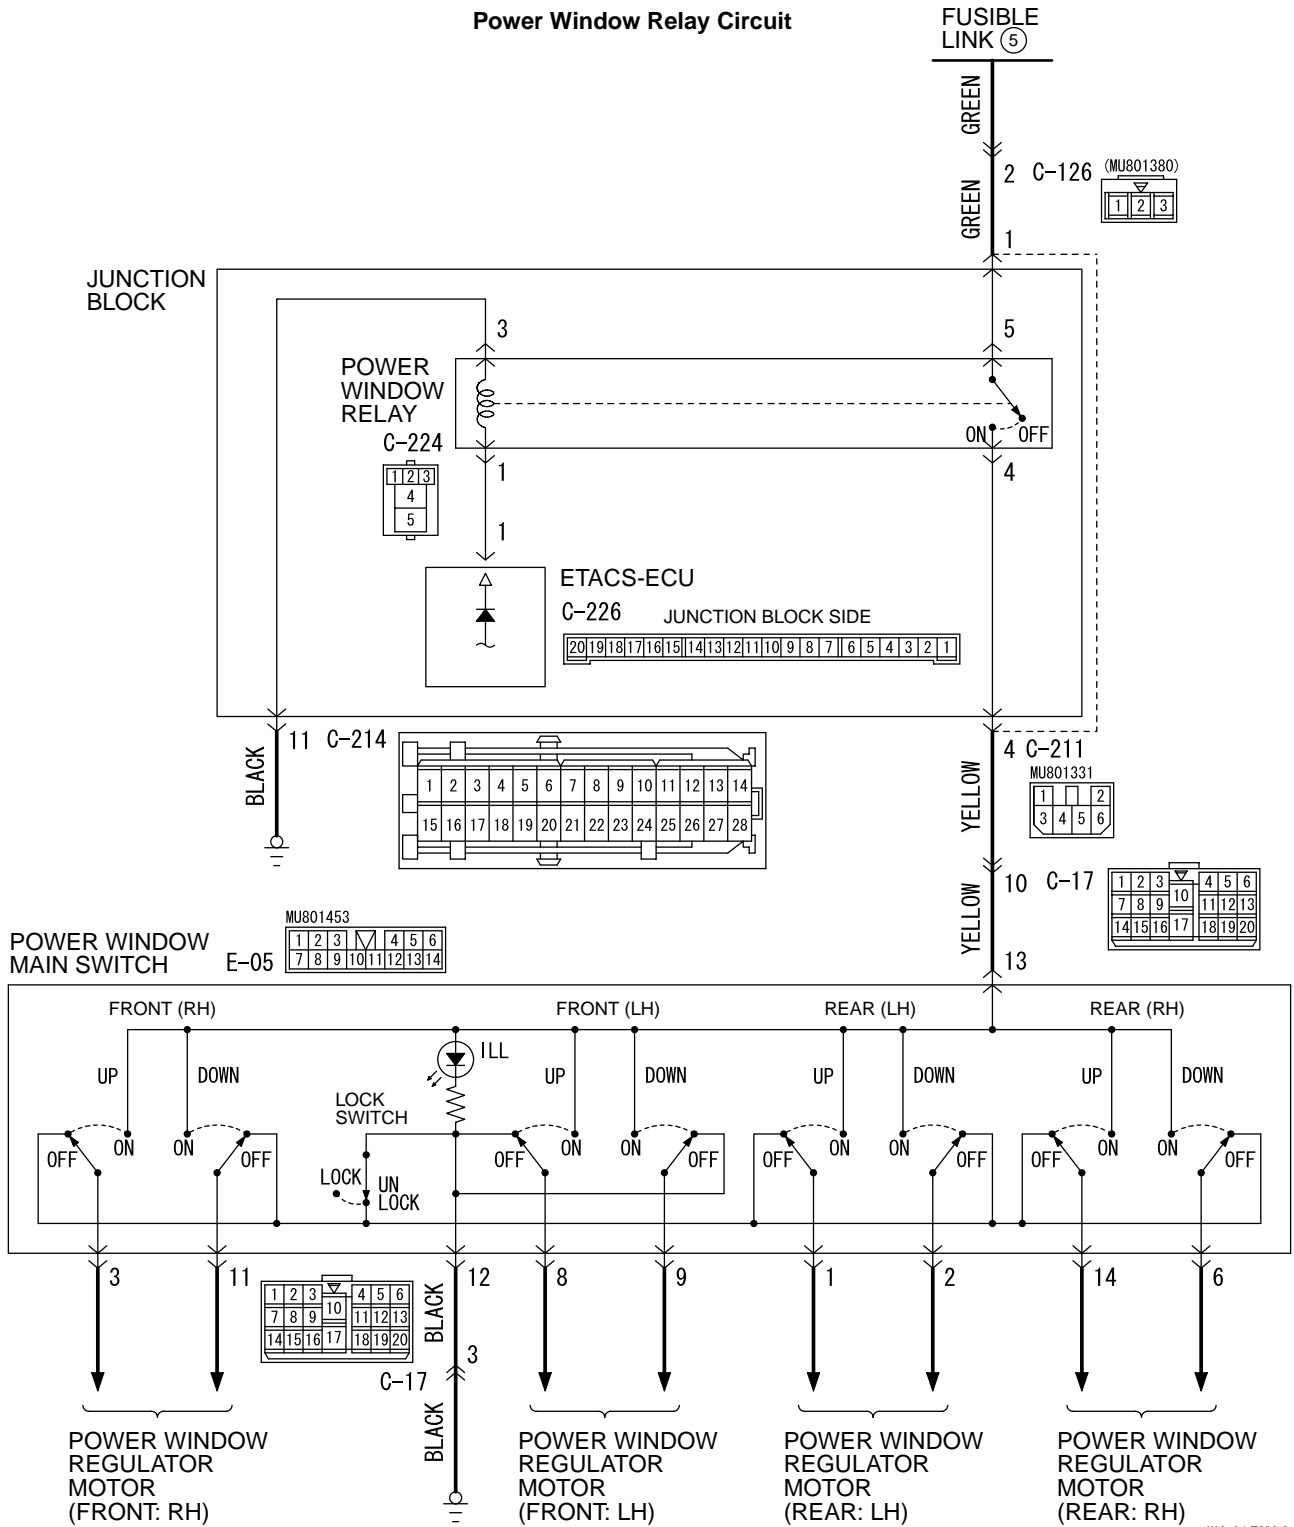 Power Window Relay Circuit
FUSIBLE
LINK 5
GREEN
2 C-126 (MU801380)
1 2 3
GREEN
1
JUNCTION
BLOCK
3
5
POWER
WINDOW
RELAY
ON OFF
C-224
1 2 3
4
5
1
4
1
ETACS-ECU
C-226 JUNCTION BLOCK SIDE
20 19 18 17 16 15 14 13 12 11 10 9 8 7 6 5 4 3 2 1
11 C-214
BLACK
1 2 3 4 5 6 7 8 9 10 11 12 13 14
15 16 17 18 19 20 21 22 23 24 25 26 27 28
4 C-211
MU801331
1 2
3 4 5 6
YELLOW
10 C-17
1 2 3 4 5 6
10
7 8 9 11 12 13
14 15 16 17 18 19 20
YELLOW
13
POWER WINDOW
MAIN SWITCH
E-05
MU801453
1 2 3 4 5 6
7 8 9 10 11 12 13 14
FRONT (RH) FRONT (LH) REAR (LH) REAR (RH)
ILL
UP DOWN UP DOWN UP DOWN UP DOWN
LOCK
SWITCH
OFF ON ON OFF OFF ON ON OFF OFF ON ON OFF OFF ON ON OFF
LOCK UN
LOCK
3 11 12 8 9 1 2 14 6
1 2 3 4 5 6
10
7 8 9 11 12 13
14 15 16 17 18 19 20
BLACK
3
C-17
BLACK
POWER WINDOW
REGULATOR
MOTOR
(FRONT: RH)
POWER WINDOW
REGULATOR
MOTOR
(FRONT: LH)
POWER WINDOW
REGULATOR
MOTOR
(REAR: LH)
POWER WINDOW
REGULATOR
MOTOR
(REAR: RH)